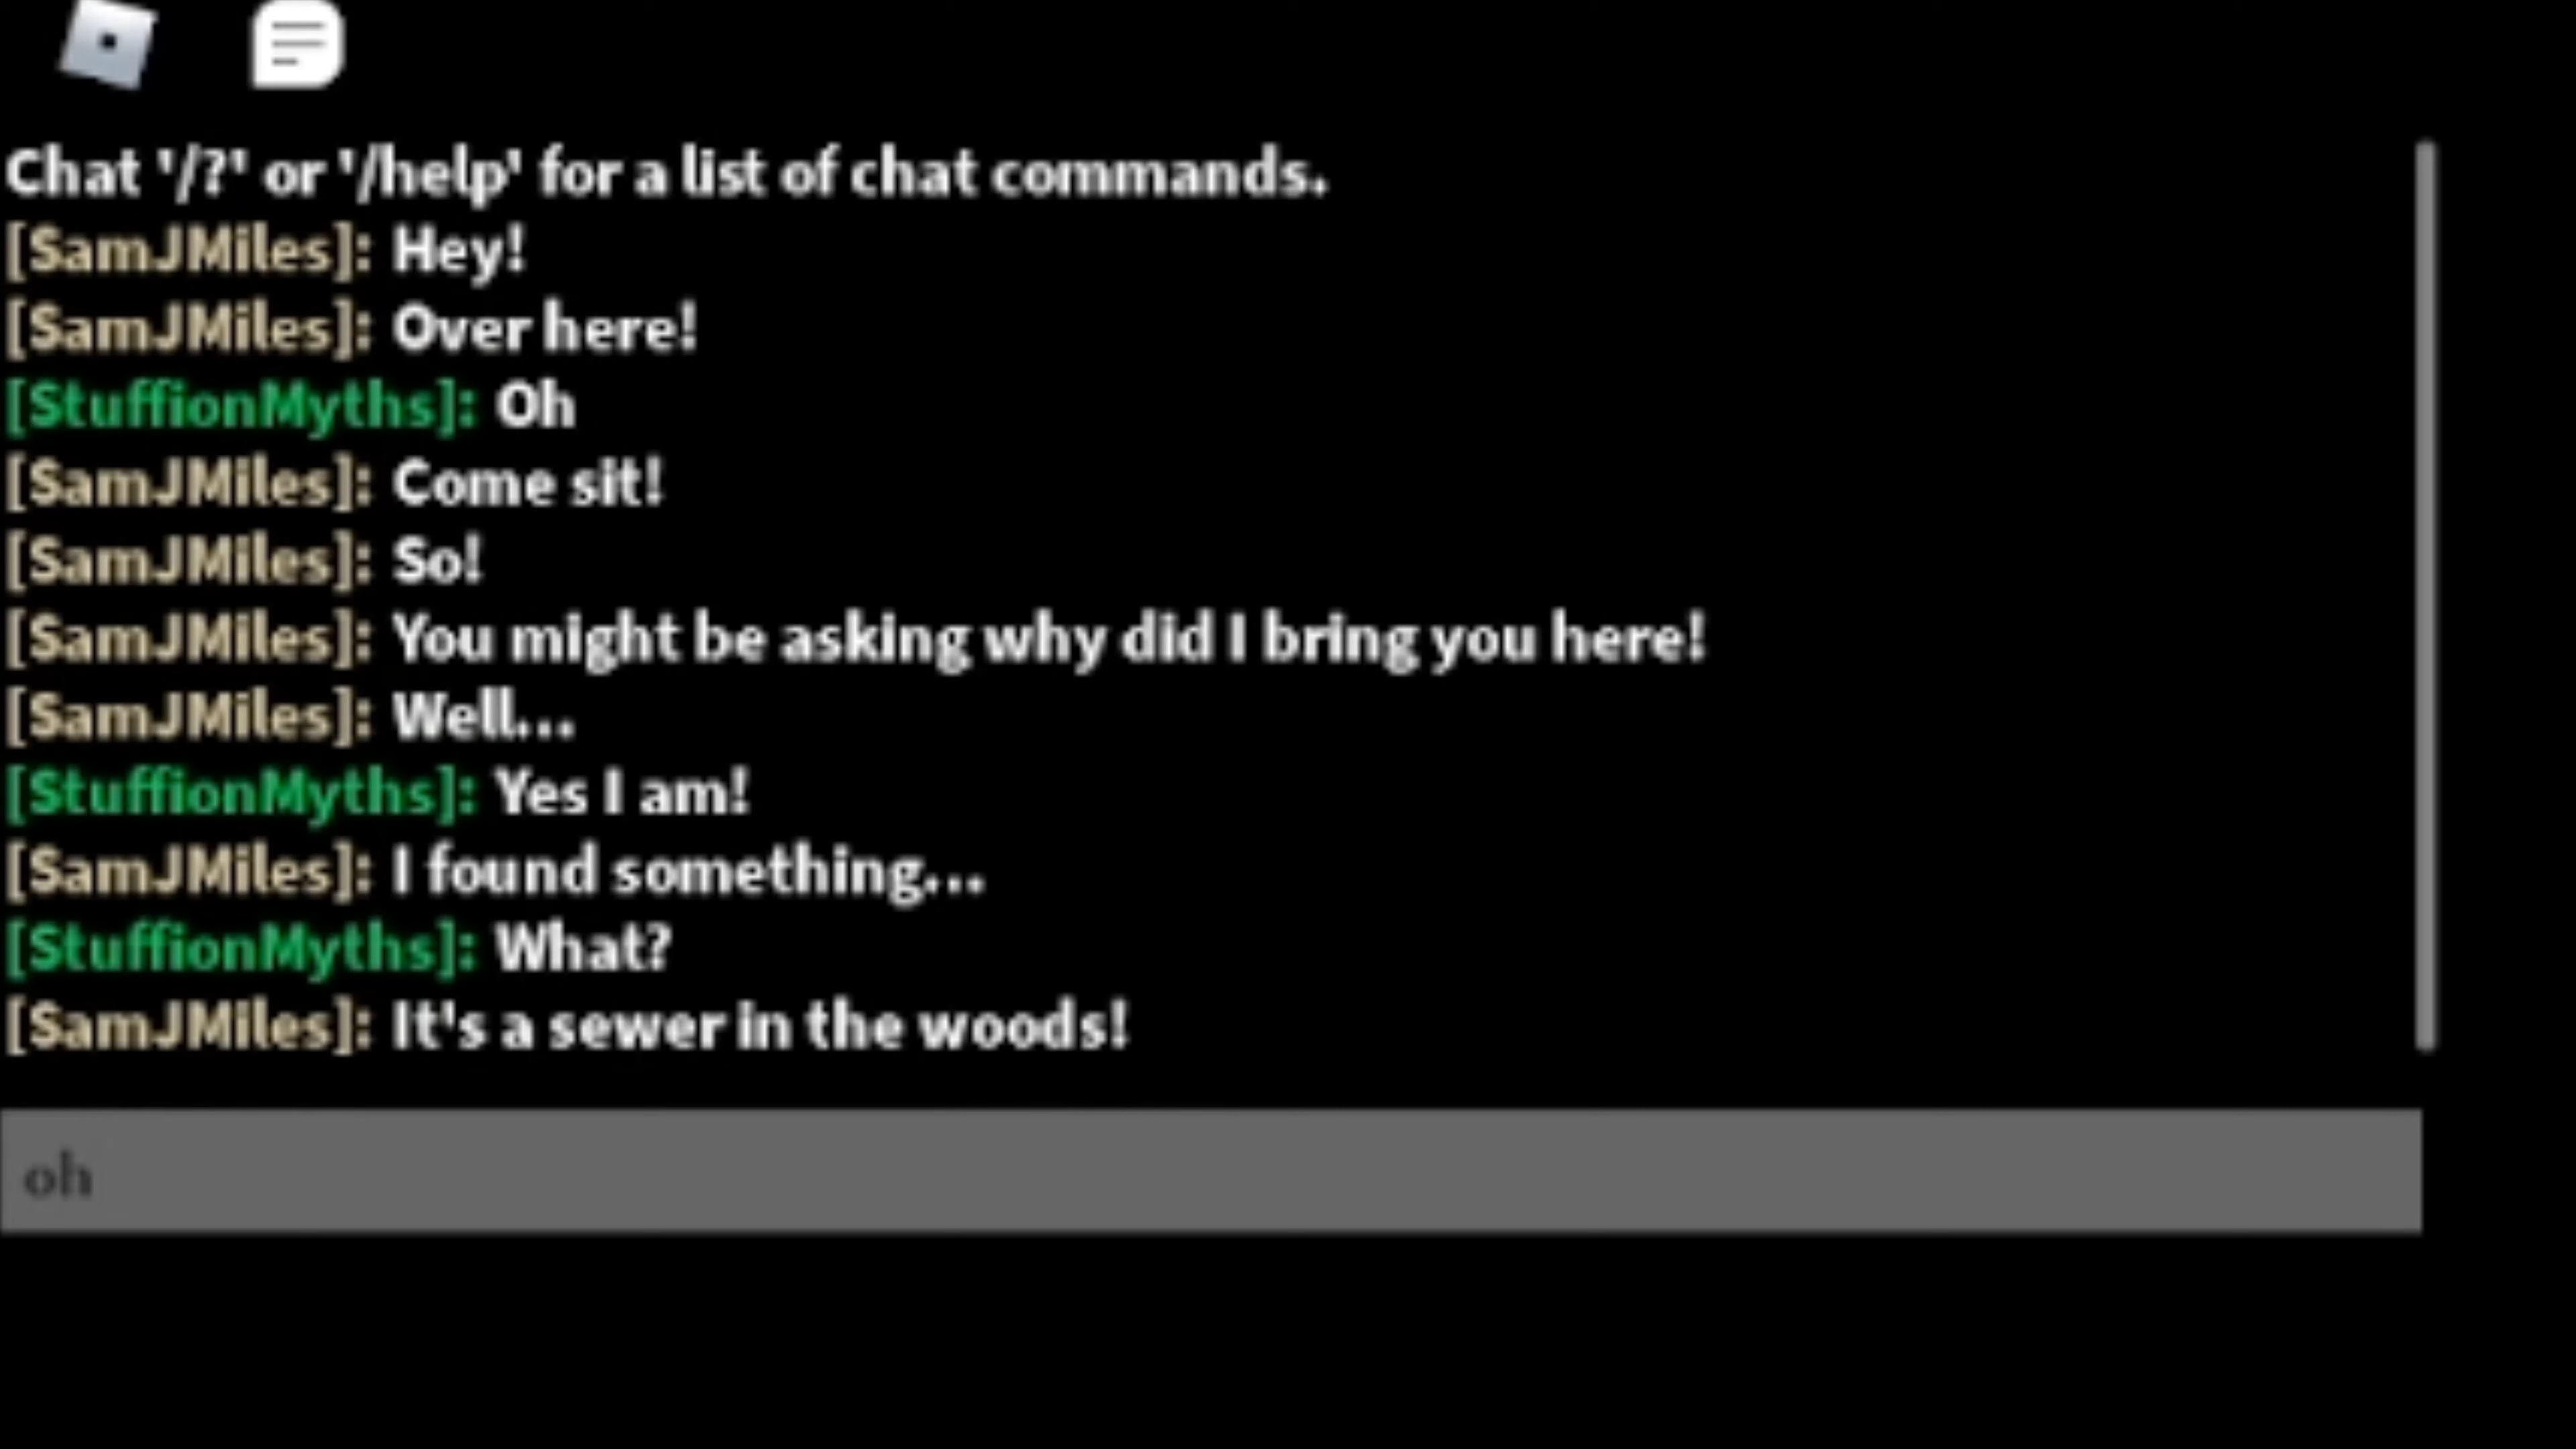 Chat '/?' or '/help' for a list of chat commands.
[SamJMiles]: Hey!
[SamJMiles]: Over here!
[StuffionMyths]: Oh
[SamJMiles]: Come sit!
[SamJMiles]: So!
[SamJMiles]: You might be asking why did I bring you here!
[SamJMiles]: Well...
[StuffionMyths]: Yes I am!
[SamJMiles]: I found something...
[StuffionMyths]: What?
[SamJMiles]: It's a sewer in the woods!
oh